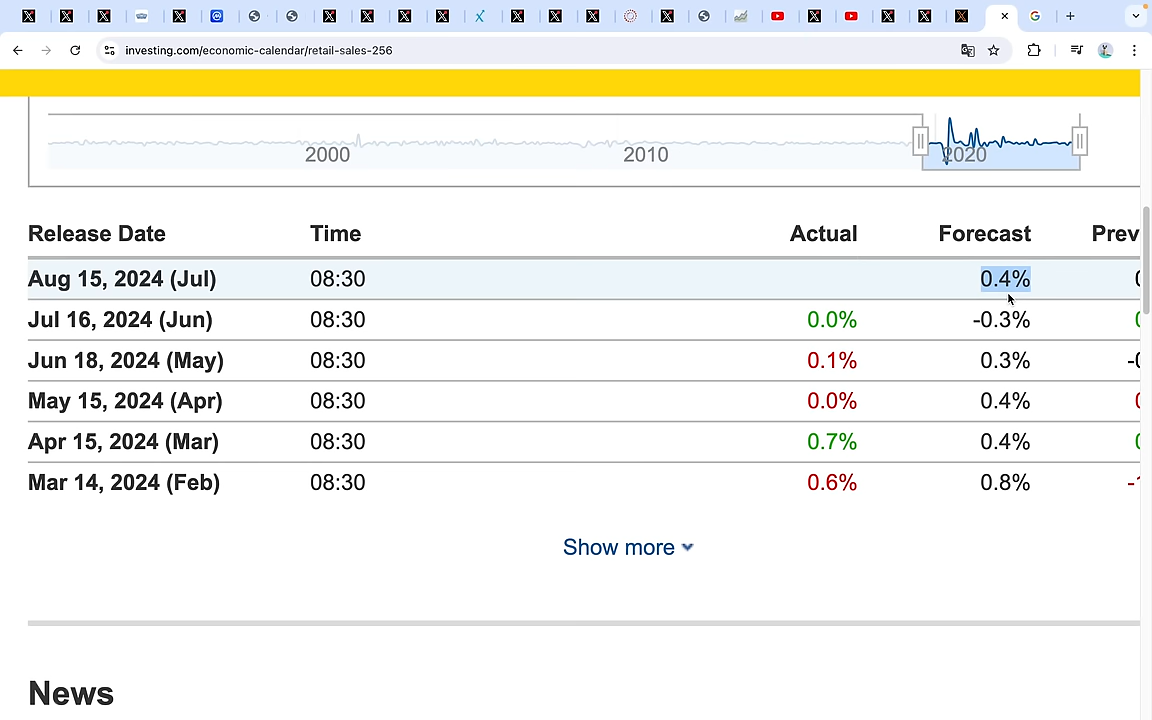 investing.com/economic-calendar/retail-sales-256
2000 2010 2020
Release Date Time Actual Forecast Prev
Aug 15, 2024 (Jul) 08:30 0.4%
Jul 16, 2024 (Jun) 08:30 0.0% -0.3%
Jun 18, 2024 (May) 08:30 0.1% 0.3%
May 15, 2024 (Apr) 08:30 0.0% 0.4%
Apr 15, 2024 (Mar) 08:30 0.7% 0.4%
Mar 14, 2024 (Feb) 08:30 0.6% 0.8%
Show more
News